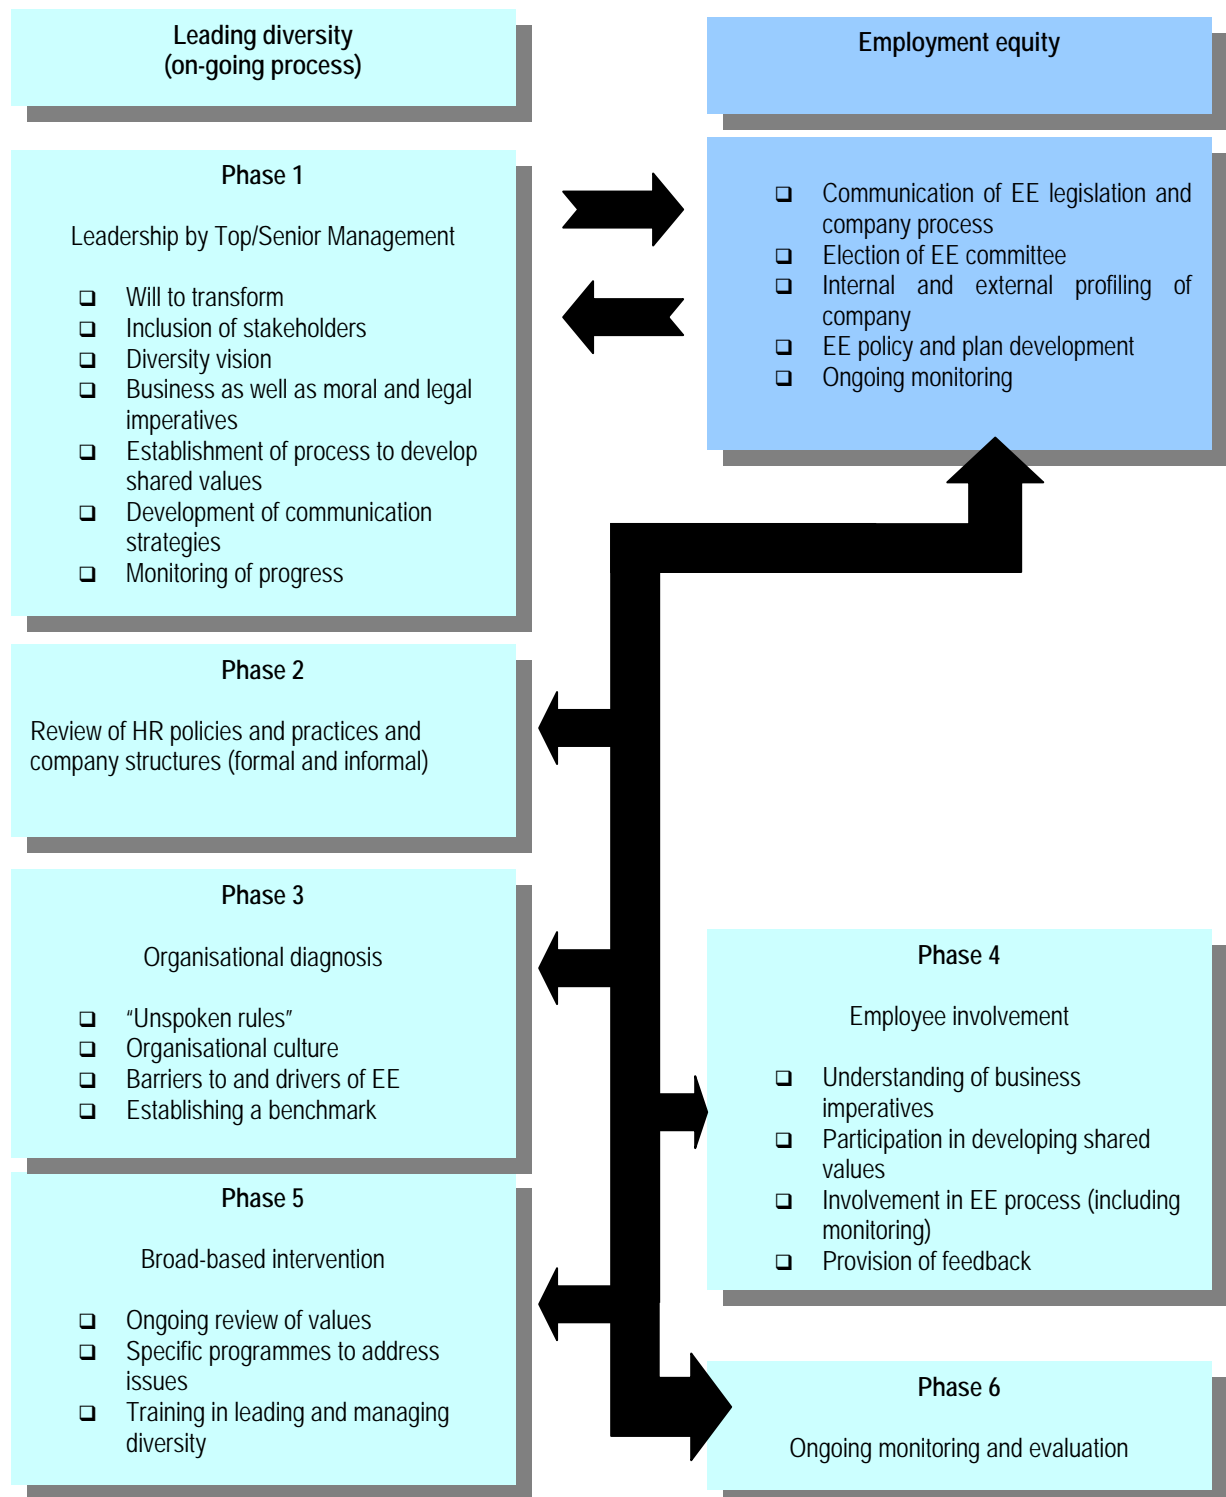 Leading diversity
(on-going process)
Employment equity
Phase 1
Leadership by Top/Senior Management
❑ Will to transform
❑ Inclusion of stakeholders
❑ Diversity vision
❑ Business as well as moral and legal
imperatives
❑ Establishment of process to develop
shared values
❑ Development of communication
strategies
❑ Monitoring of progress
❑ Communication of EE legislation and
company process
❑ Election of EE committee
❑ Internal and external profiling of
company
❑ EE policy and plan development
❑ Ongoing monitoring
Phase 2
Review of HR policies and practices and
company structures (formal and informal)
Phase 3
Organisational diagnosis
❑ “Unspoken rules”
❑ Organisational culture
❑ Barriers to and drivers of EE
❑ Establishing a benchmark
Phase 4
Employee involvement
❑ Understanding of business
imperatives
❑ Participation in developing shared
values
❑ Involvement in EE process (including
monitoring)
❑ Provision of feedback
Phase 5
Broad-based intervention
❑ Ongoing review of values
❑ Specific programmes to address
issues
❑ Training in leading and managing
diversity
Phase 6
Ongoing monitoring and evaluation